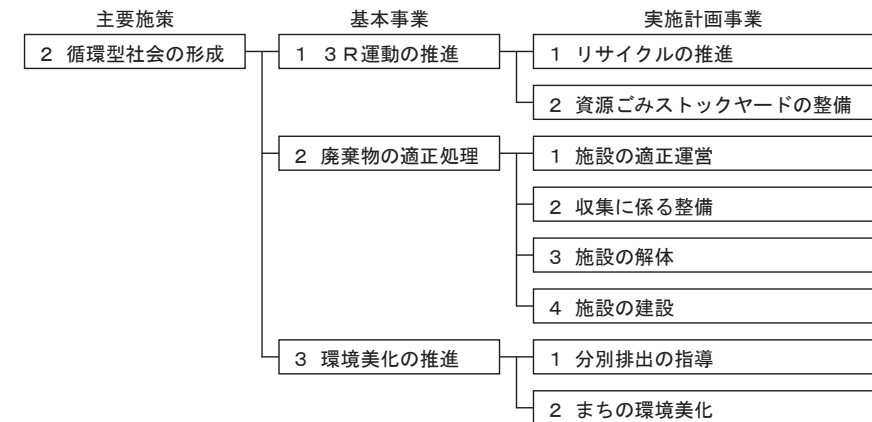 主要施策 基本事業 実施計画事業
2 循環型社会の形成 1 3R運動の推進 1 リサイクルの推進
2 資源ごみストックヤードの整備
2 廃棄物の適正処理 1 施設の適正運営
2 収集に係る整備
3 施設の解体
4 施設の建設
3 環境美化の推進 1 分別排出の指導
2 まちの環境美化